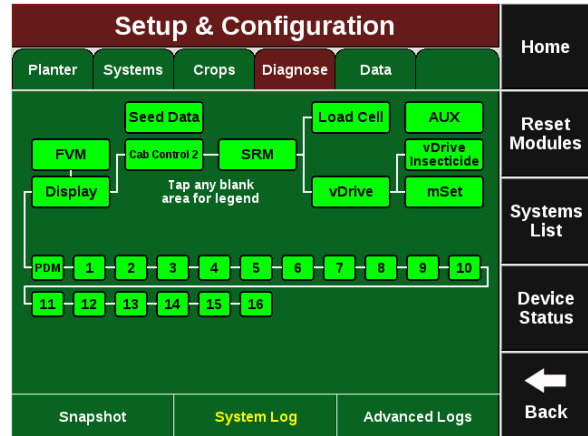 Setup & Configuration
Home
Planter
Systems
Crops
Diagnose
Data
Seed Data
Load Cell
AUX
Reset
Modules
FVM
Cab Control 2
SRM
vDrive
Insecticide
Display
Tap any blank
area for legend
vDrive
mSet
Systems
List
PDM 1 2 3 4 5 6 7 8 9 10
11 12 13 14 15 16
Device
Status
Snapshot
System Log
Advanced Logs
Back